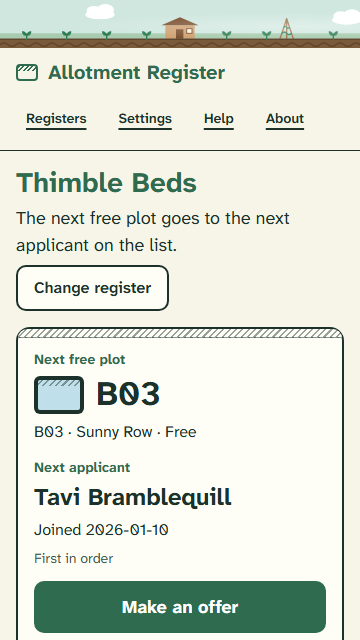 Allotment Register
Registers Settings Help About
Thimble Beds
The next free plot goes to the next
applicant on the list.
Change register
Next free plot
B03
B03 · Sunny Row · Free
Next applicant
Tavi Bramblequill
Joined 2026-01-10
First in order
Make an offer